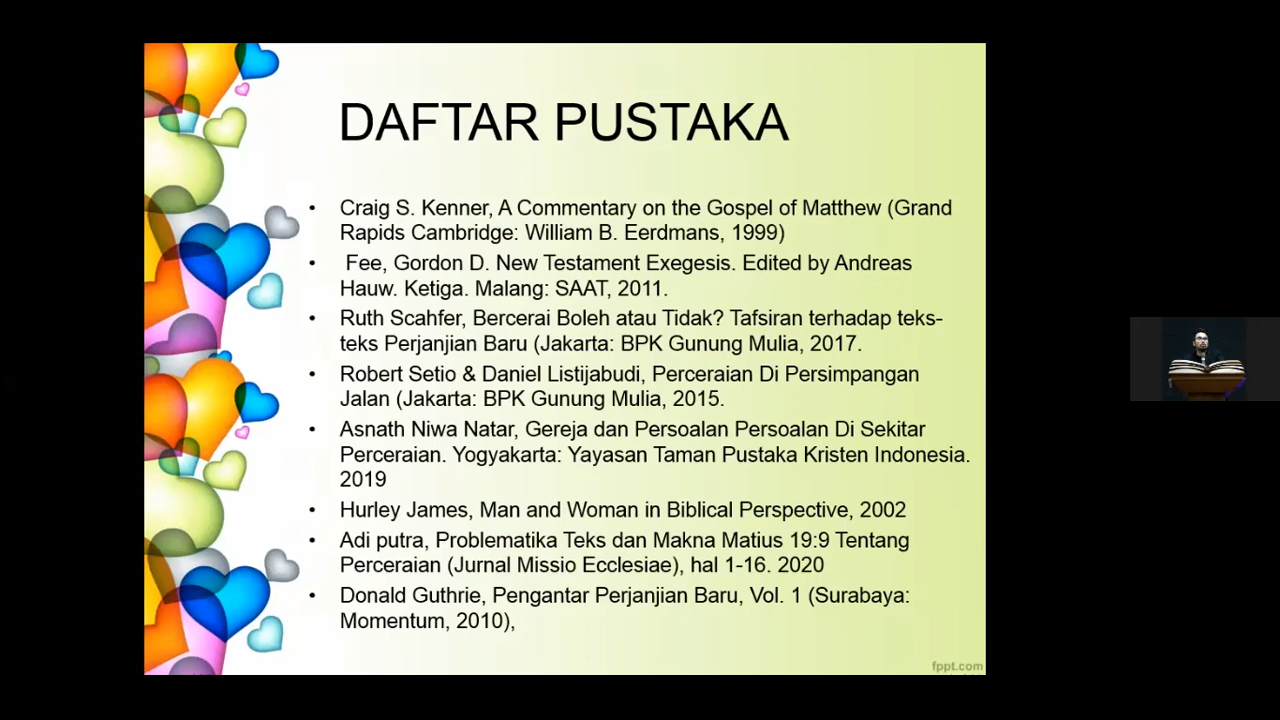 DAFTAR PUSTAKA
• Craig S. Kenner, A Commentary on the Gospel of Matthew (Grand
Rapids Cambridge: William B. Eerdmans, 1999)
• Fee, Gordon D. New Testament Exegesis. Edited by Andreas
Hauw. Ketiga. Malang: SAAT, 2011.
• Ruth Scahfer, Bercerai Boleh atau Tidak? Tafsiran terhadap teks-
teks Perjanjian Baru (Jakarta: BPK Gunung Mulia, 2017.
• Robert Setio & Daniel Listijabudi, Perceraian Di Persimpangan
Jalan (Jakarta: BPK Gunung Mulia, 2015.
• Asnath Niwa Natar, Gereja dan Persoalan Persoalan Di Sekitar
Perceraian. Yogyakarta: Yayasan Taman Pustaka Kristen Indonesia.
2019
• Hurley James, Man and Woman in Biblical Perspective, 2002
• Adi putra, Problematika Teks dan Makna Matius 19:9 Tentang
Perceraian (Jurnal Missio Ecclesiae), hal 1-16. 2020
• Donald Guthrie, Pengantar Perjanjian Baru, Vol. 1 (Surabaya:
Momentum, 2010),
fppt.com